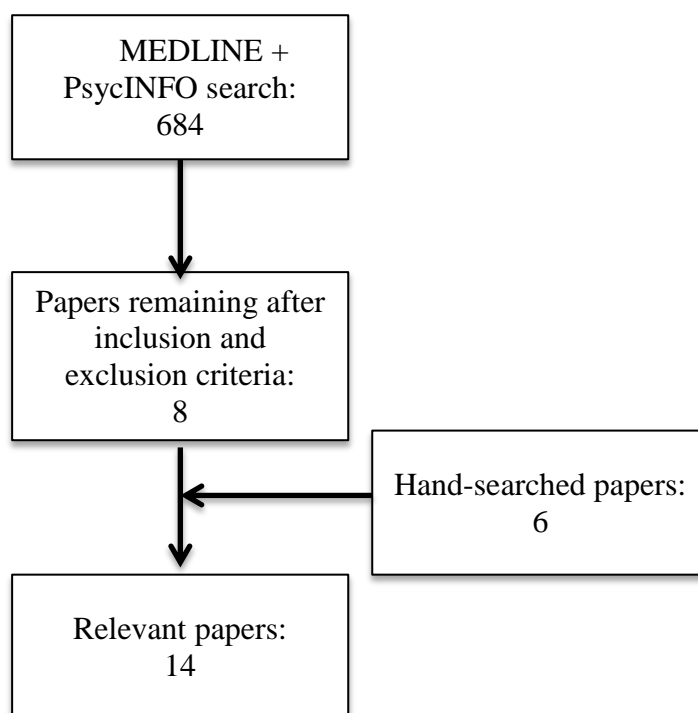 MEDLINE +
PsycINFO search:
684
Papers remaining after
inclusion and
exclusion criteria:
8
Hand-searched papers:
6
Relevant papers:
14